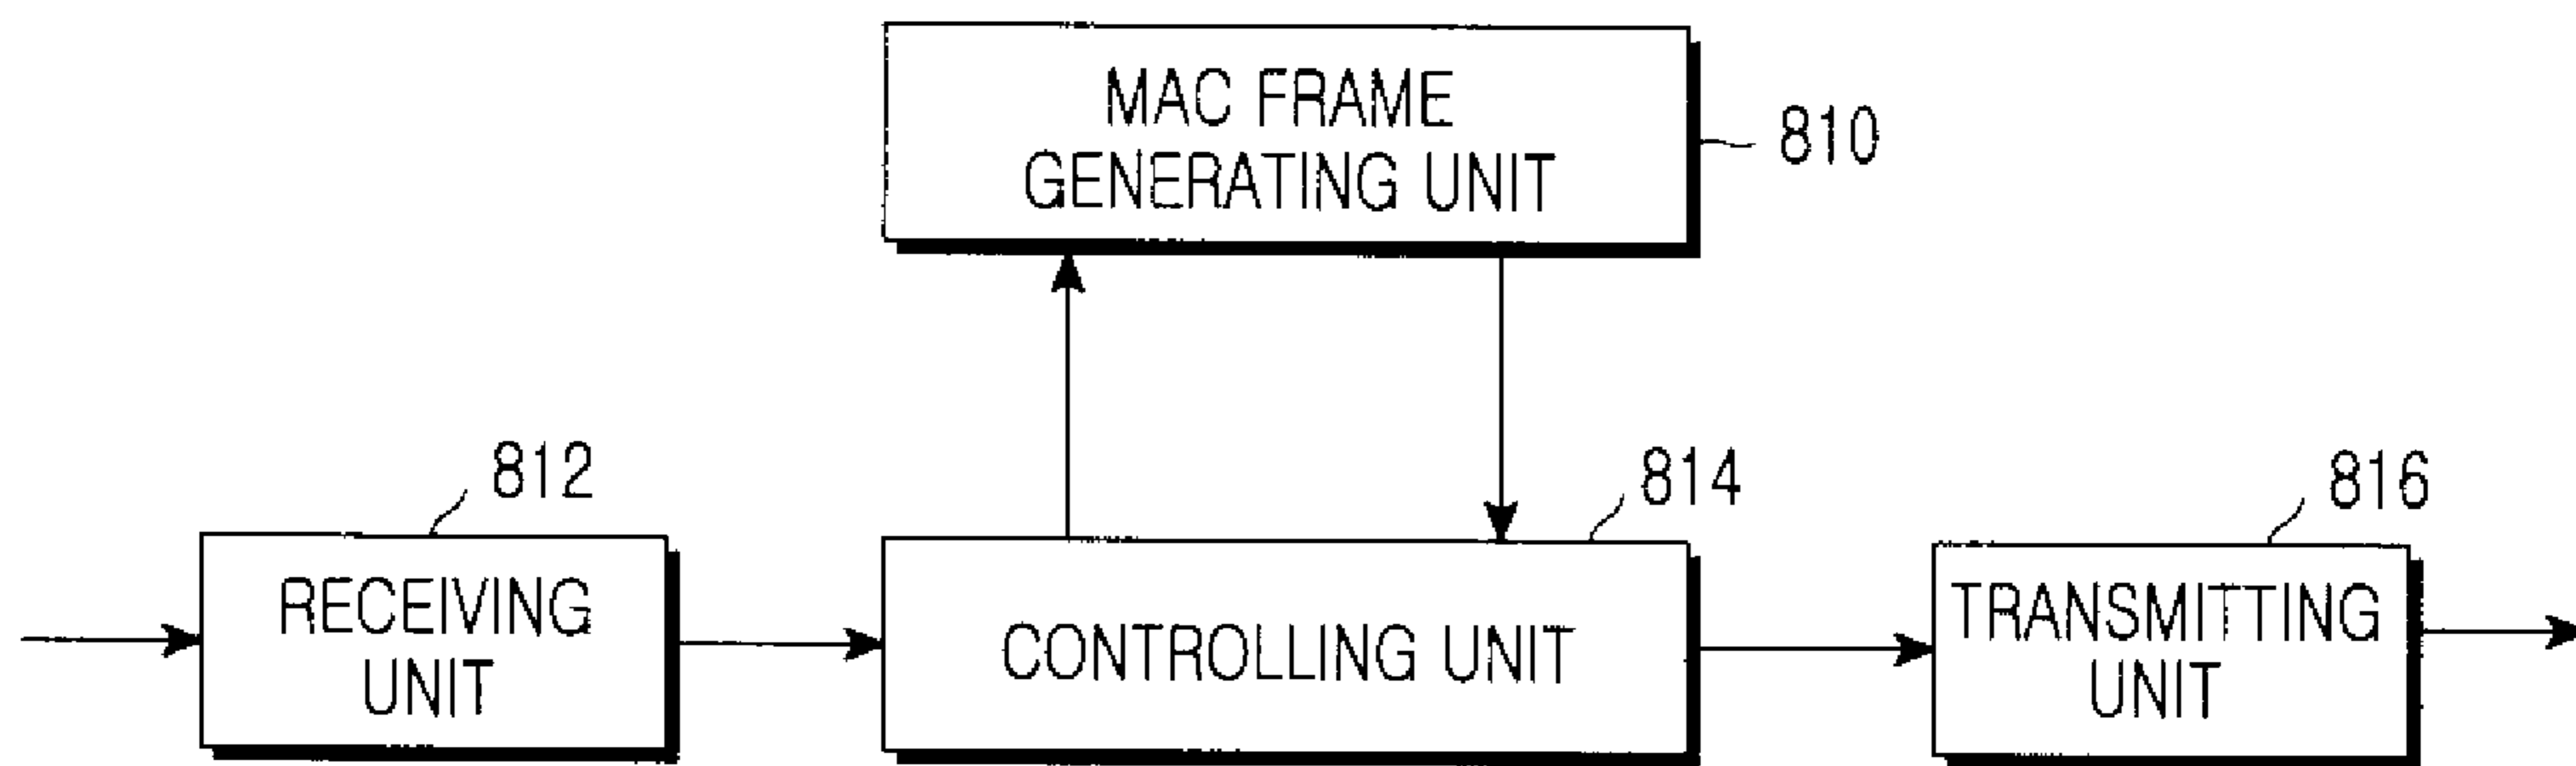 MAC FRAME
GENERATING UNIT
810
812
RECEIVING
UNIT
814
CONTROLLING UNIT
816
TRANSMITTING
UNIT